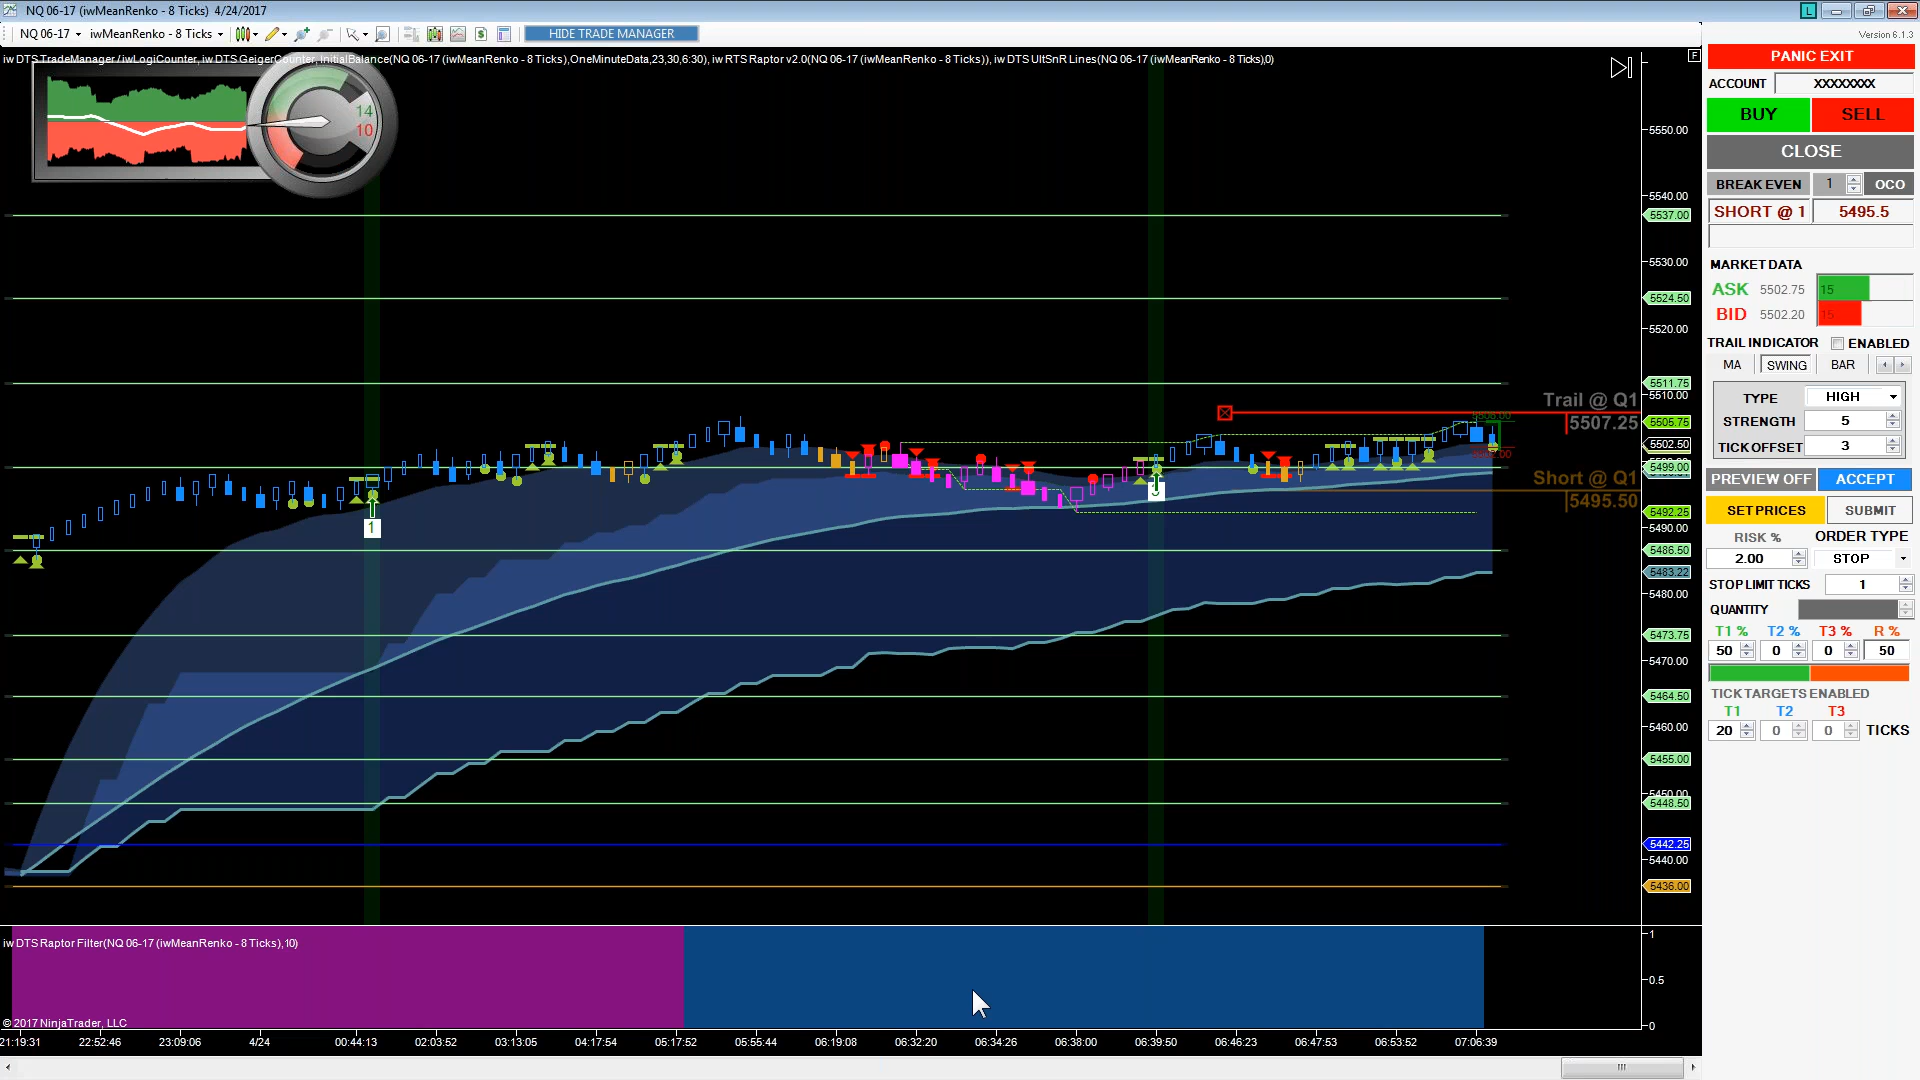 NQ 06-17 (iwMeanRenko - 8 Ticks) 4/24/2017
L
NQ 06-17 iwMeanRenko - 8 Ticks HIDE TRADE MANAGER
Version 6.1.3
iw DTS TradeManager / iwLogiCounter, iw DTS GeigerCounter, InitialBalance(NQ 06-17 (iwMeanRenko - 8 Ticks),OneMinuteData,23,30,6:30), iw RTS Raptor v2.0(NQ 06-17 (iwMeanRenko - 8 Ticks)), iw DTS UltSnR Lines(NQ 06-17 (iwMeanRenko - 8 Ticks),0)
F
14
10
1
3
Trail @ Q1
5507.25
Short @ Q1
5495.50
5550.00
5540.00
5537.00
5530.00
5524.50
5520.00
5511.75
5510.00
5505.75
5502.50
5499.00
5492.25
5490.00
5486.50
5483.22
5480.00
5473.75
5470.00
5464.50
5460.00
5455.00
5450.00
5448.50
5442.25
5440.00
5436.00
PANIC EXIT
ACCOUNT XXXXXXXX
BUY SELL
CLOSE
BREAK EVEN 1 OCO
SHORT @ 1 5495.5
MARKET DATA
ASK 5502.75 15
BID 5502.20 15
TRAIL INDICATOR ENABLED
MA SWING BAR
TYPE HIGH
STRENGTH 5
TICK OFFSET 3
PREVIEW OFF ACCEPT
SET PRICES SUBMIT
RISK % ORDER TYPE
2.00 STOP
STOP LIMIT TICKS 1
QUANTITY
T1 % T2 % T3 % R %
50 0 0 50
TICK TARGETS ENABLED
T1 T2 T3
20 0 0 TICKS
iw DTS Raptor Filter(NQ 06-17 (iwMeanRenko - 8 Ticks),10)
1
0.5
0
© 2017 NinjaTrader, LLC
21:19:31 22:52:46 23:09:06 4/24 00:44:13 02:03:52 03:13:05 04:17:54 05:17:52 05:55:44 06:19:08 06:32:20 06:34:26 06:38:00 06:39:50 06:46:23 06:47:53 06:53:52 07:06:39